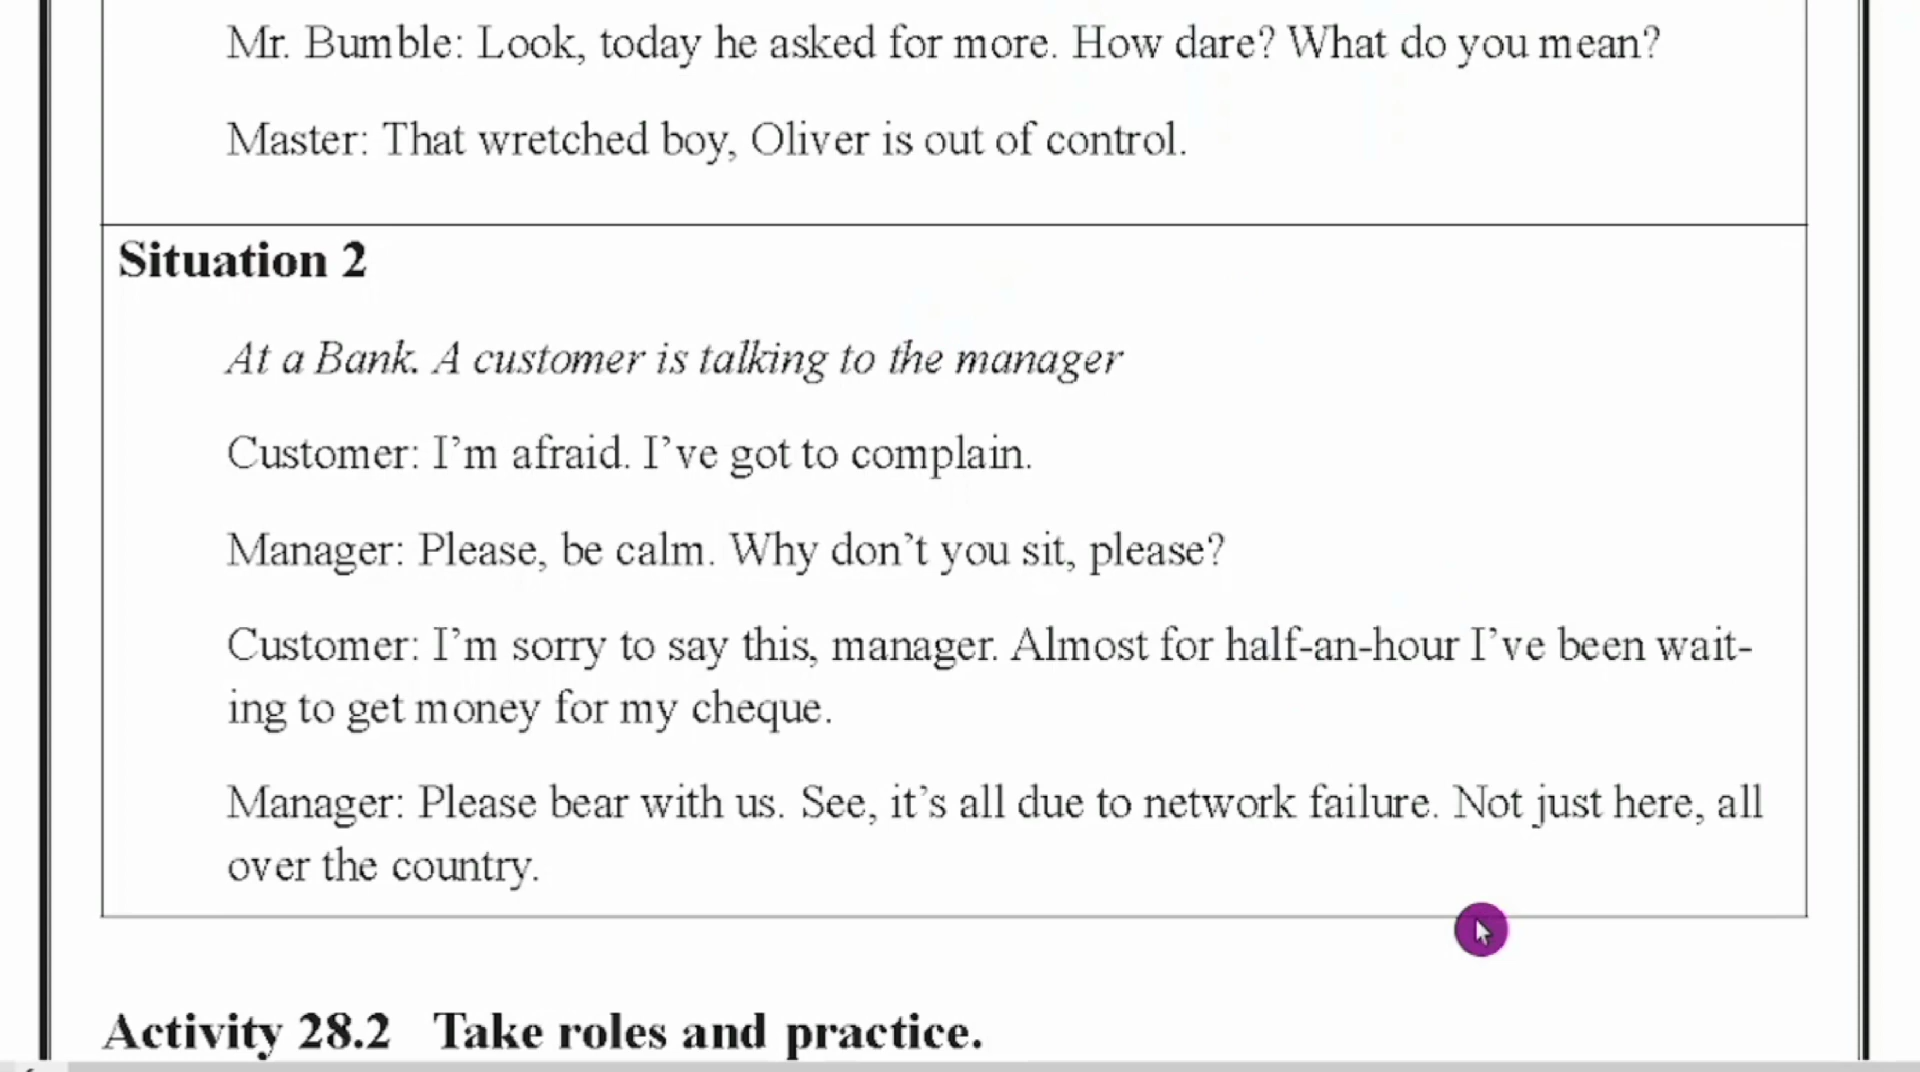 Mr. Bumble: Look, today he asked for more. How dare? What do you mean?
Master: That wretched boy, Oliver is out of control.
Situation 2
At a Bank. A customer is talking to the manager
Customer: I’m afraid. I’ve got to complain.
Manager: Please, be calm. Why don’t you sit, please?
Customer: I’m sorry to say this, manager. Almost for half-an-hour I’ve been wait-
ing to get money for my cheque.
Manager: Please bear with us. See, it’s all due to network failure. Not just here, all
over the country.
Activity 28.2 Take roles and practice.